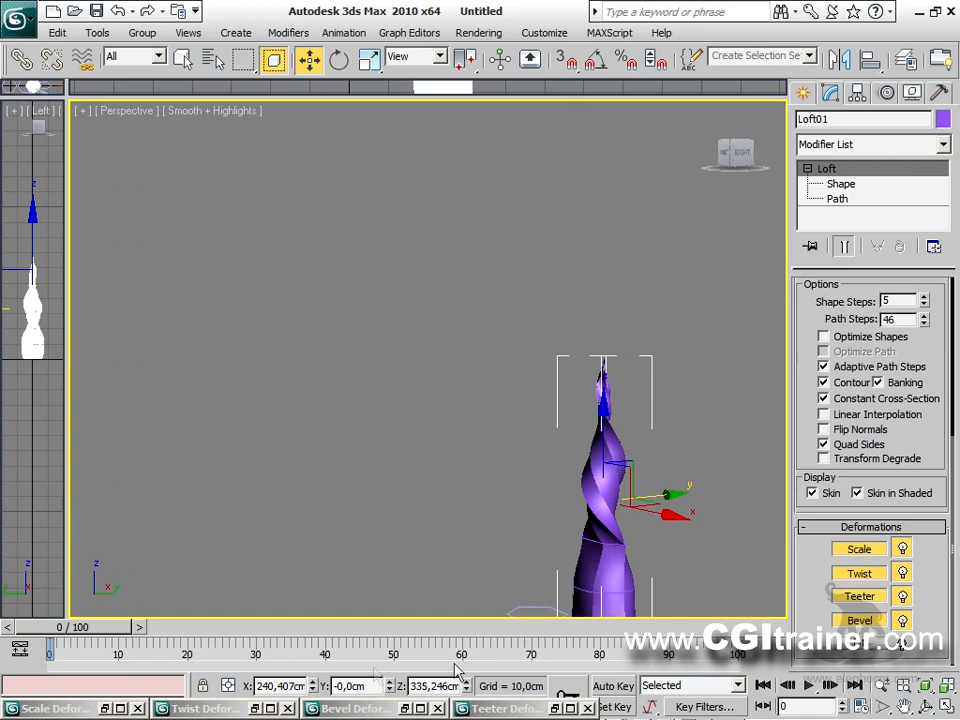 Autodesk 3ds Max 2010 x64 Untitled
Type a keyword or phrase
Edit Tools Group Views Create Modifiers Animation Graph Editors Rendering Customize MAXScript Help
All View 3 Create Selection Se
[ + ] [ Left ] [
[ + ] [ Perspective ] [ Smooth + Highlights ]
RIGHT
Loft01
Modifier List
Loft
Shape
Path
Options
Shape Steps: 5
Path Steps: 46
Optimize Shapes
Optimize Path
Adaptive Path Steps
Contour Banking
Constant Cross-Section
Linear Interpolation
Flip Normals
Quad Sides
Transform Degrade
Display
Skin Skin in Shaded
Deformations
Scale
Twist
Teeter
Bevel
z
y
x
z
x y
z
x
0 / 100
www.CGItrainer.com
0 10 20 30 40 50 60 70 80 90 100
X: 240,407cm Y: -0,0cm Z: 335,246cm Grid = 10,0cm Auto Key Selected
Scale Defor... Twist Defor... Bevel Defor... Teeter Defo... Set Key Key Filters... 0